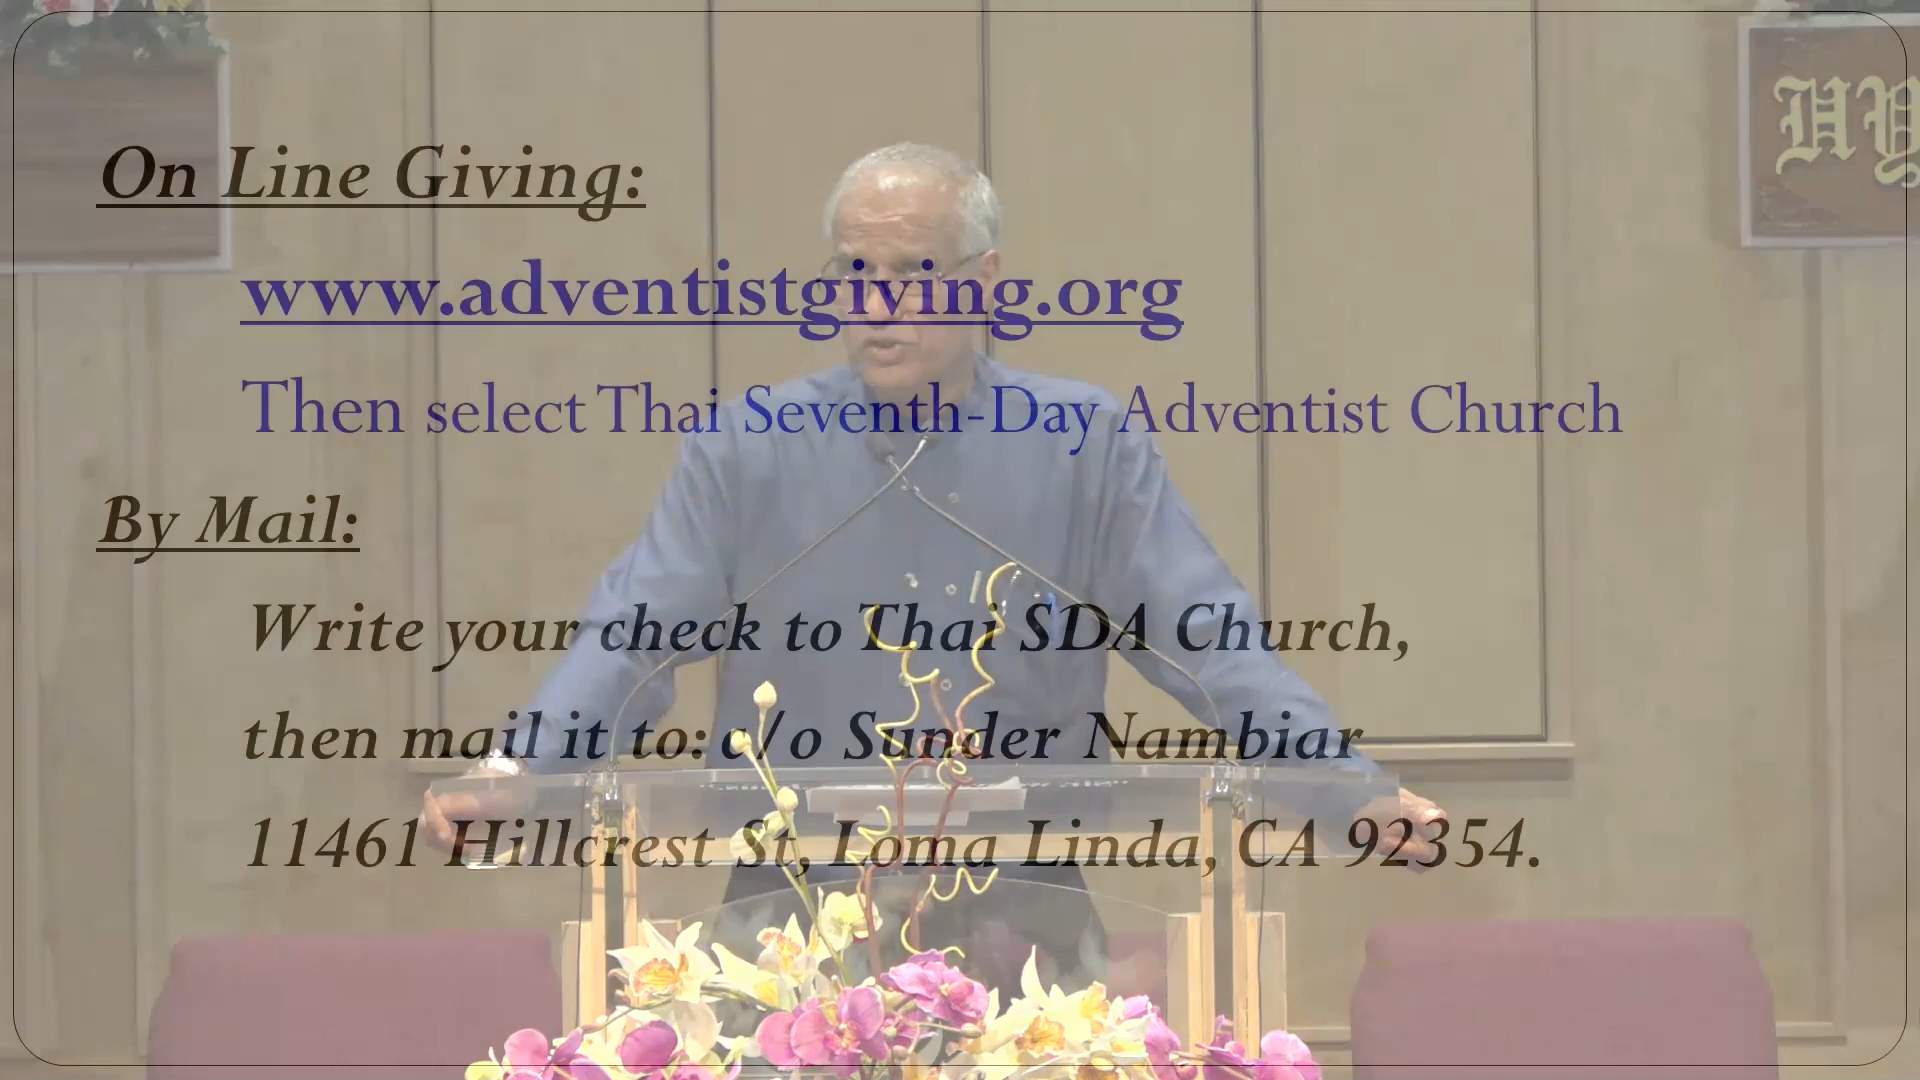 On Line Giving:
www.adventistgiving.org
Then select Thai Seventh-Day Adventist Church
By Mail:
Write your check to Thai SDA Church,
then mail it to: c/o Sunder Nambiar
11461 Hillcrest St, Loma Linda, CA 92354.
HY